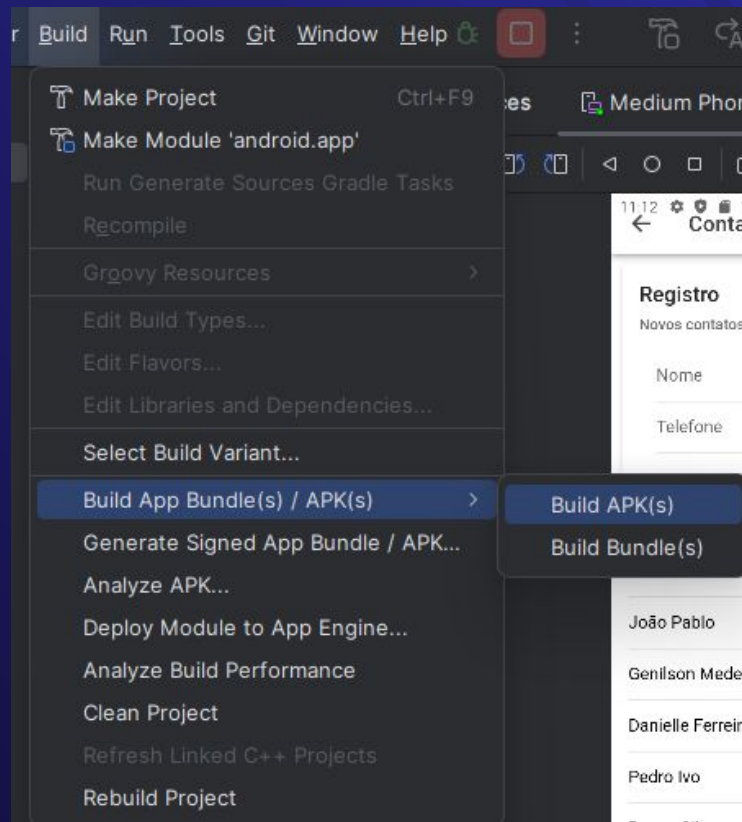 Build Run Tools Git Window Help
Make Project Ctrl+F9
Make Module 'android.app'
Run Generate Sources Gradle Tasks
Recompile
Groovy Resources
Edit Build Types...
Edit Flavors...
Edit Libraries and Dependencies...
Select Build Variant...
Build App Bundle(s) / APK(s)
Generate Signed App Bundle / APK...
Analyze APK...
Deploy Module to App Engine...
Analyze Build Performance
Clean Project
Refresh Linked C++ Projects
Rebuild Project
Build APK(s)
Build Bundle(s)
Medium Phon
11:12
Conta
Registro
Novos contatos
Nome
Telefone
João Pablo
Genilson Mede
Danielle Ferreir
Pedro Ivo